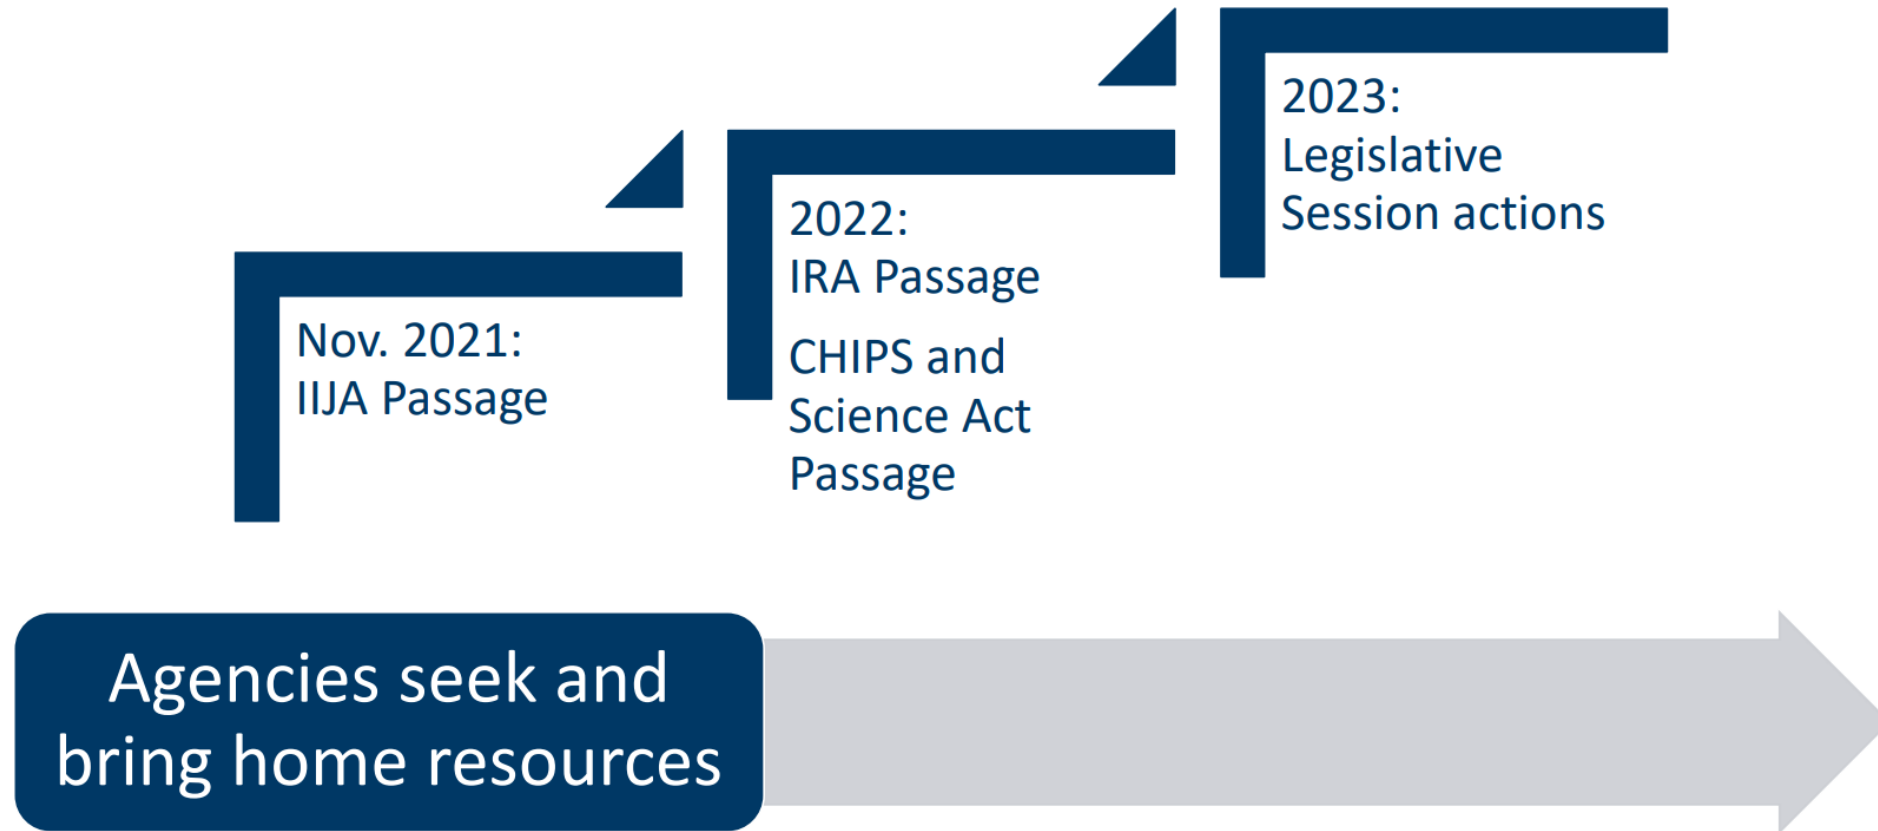 Nov. 2021:
IIJA Passage
2022:
IRA Passage
CHIPS and
Science Act
Passage
2023:
Legislative
Session actions
Agencies seek and
bring home resources